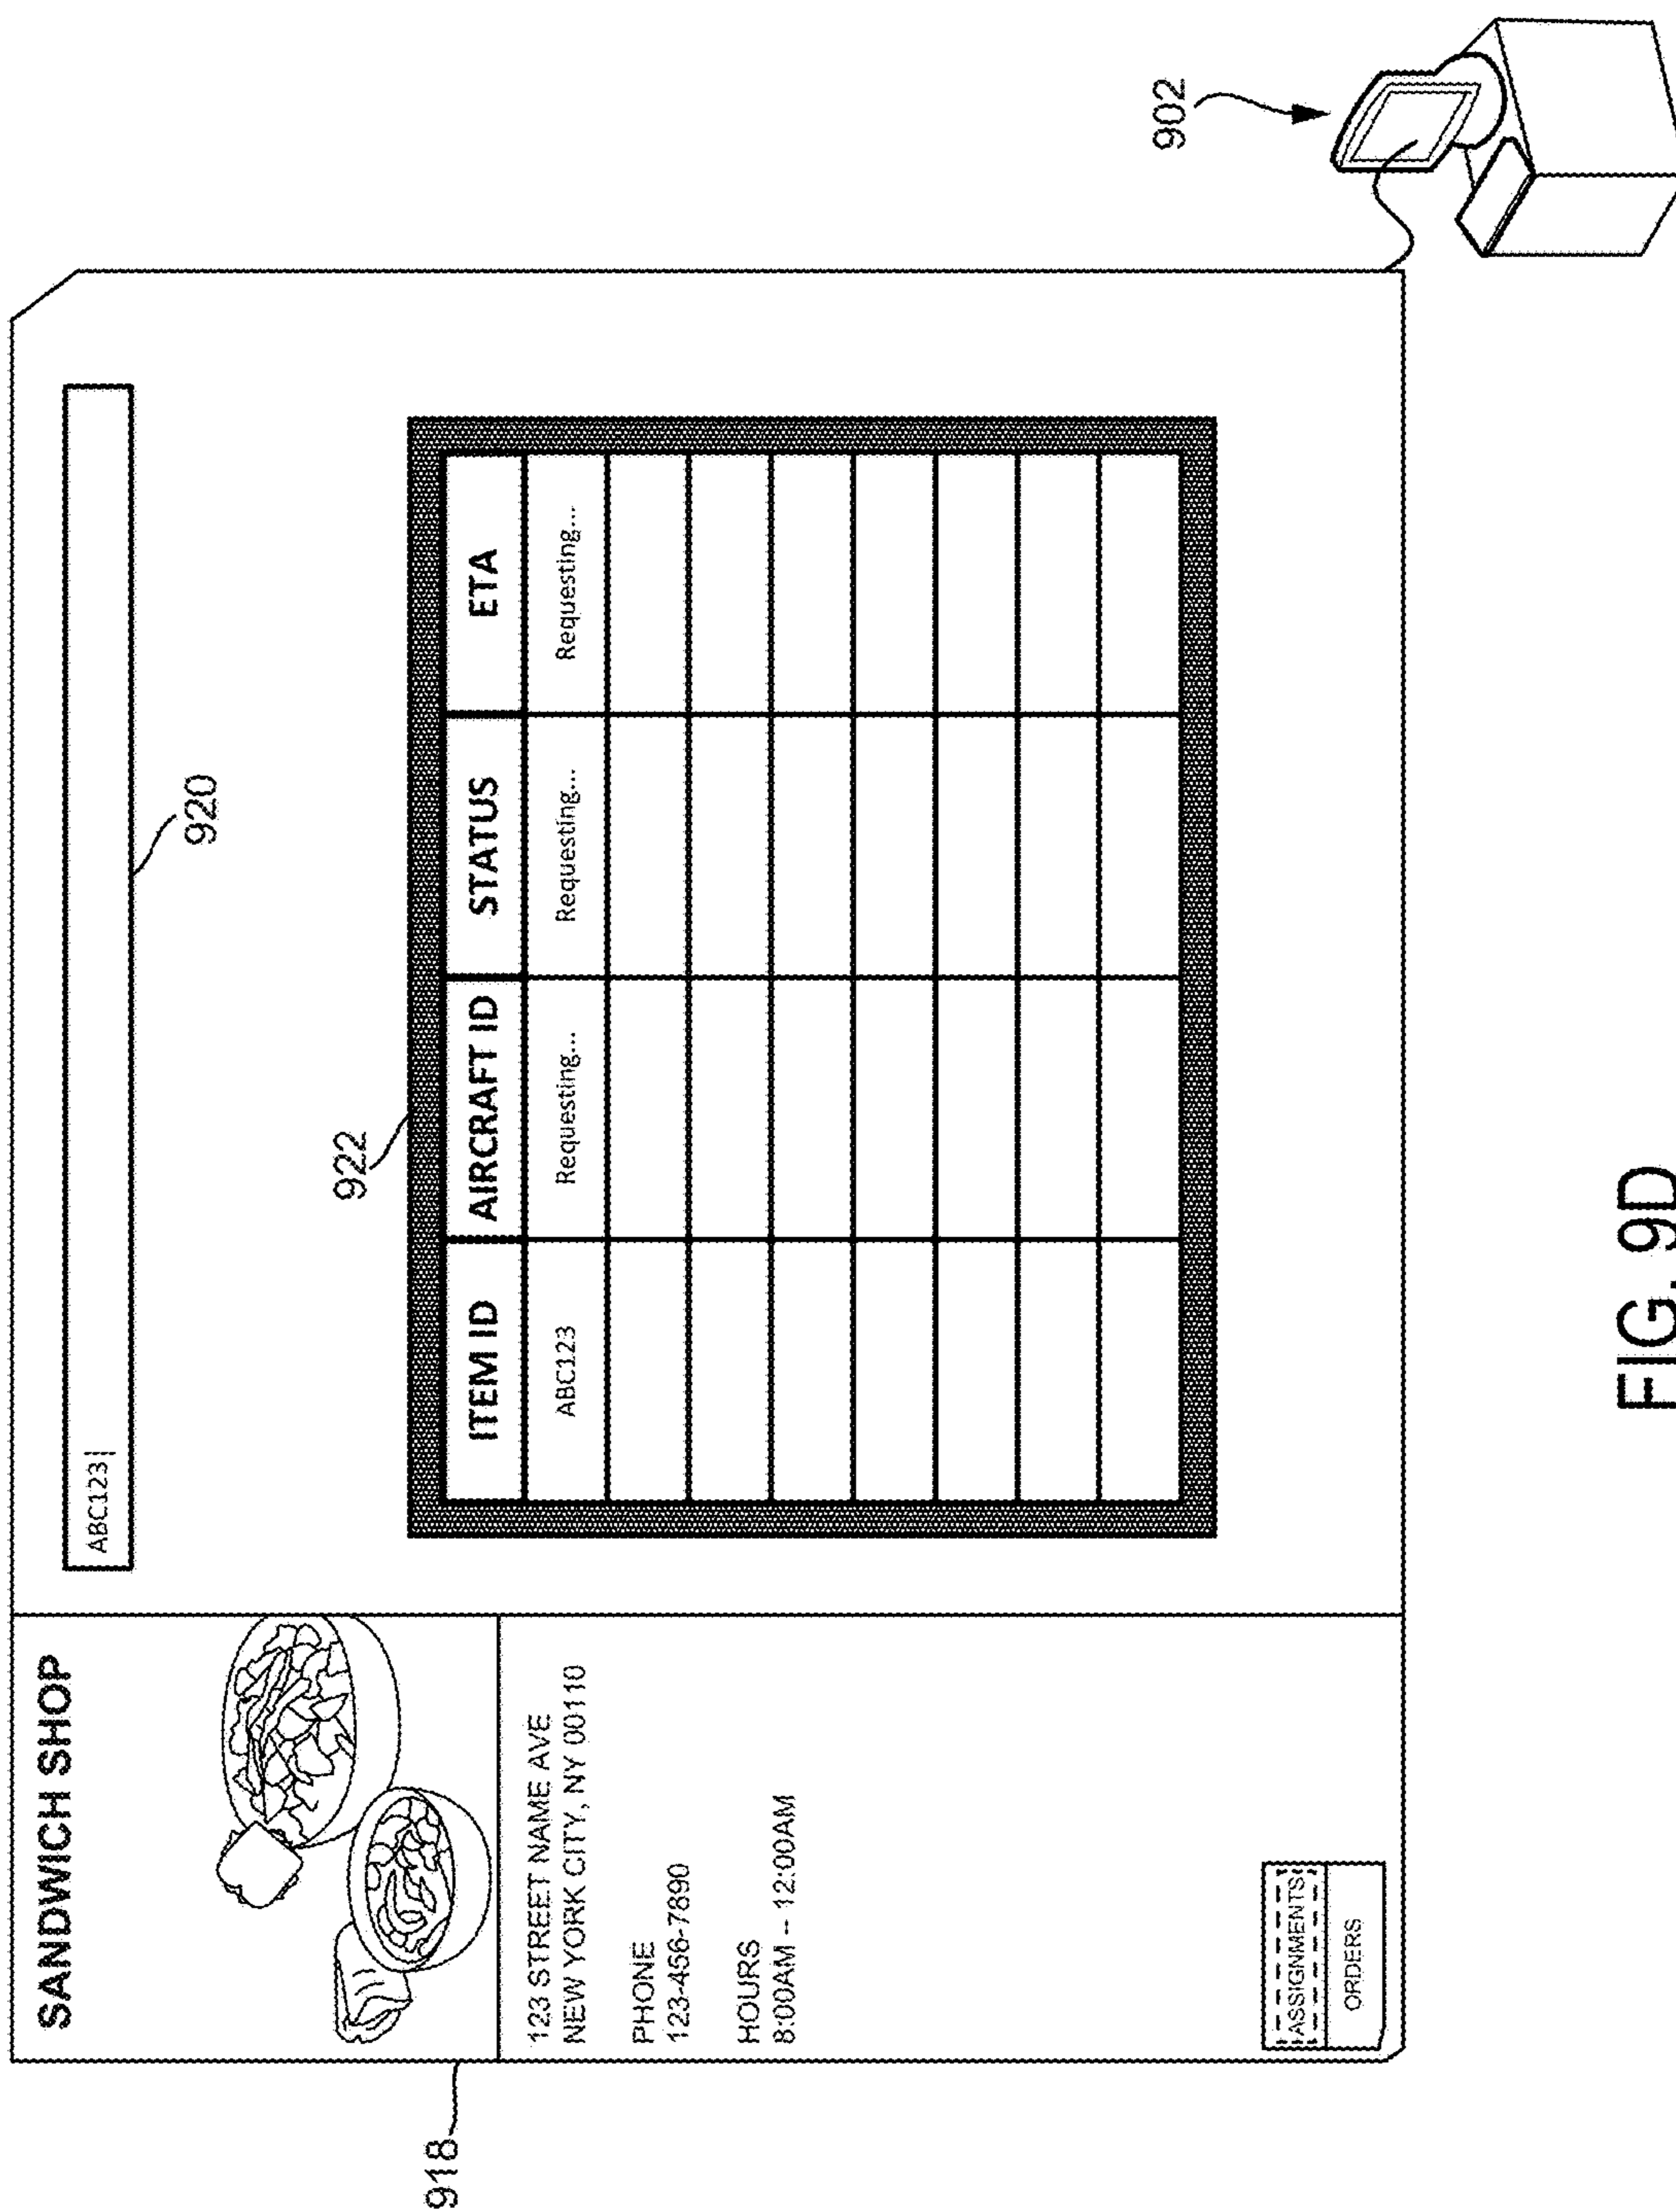 SANDWICH SHOP
918
123 STREET NAME AVE
NEW YORK CITY, NY 00110
PHONE
123-456-7890
HOURS
8:00AM -- 12:00AM
ASSIGNMENTS
ORDERS
ABC123|
920
922
ITEM ID AIRCRAFT ID STATUS ETA
ABC123 Requesting... Requesting... Requesting...
902
FIG. 9D